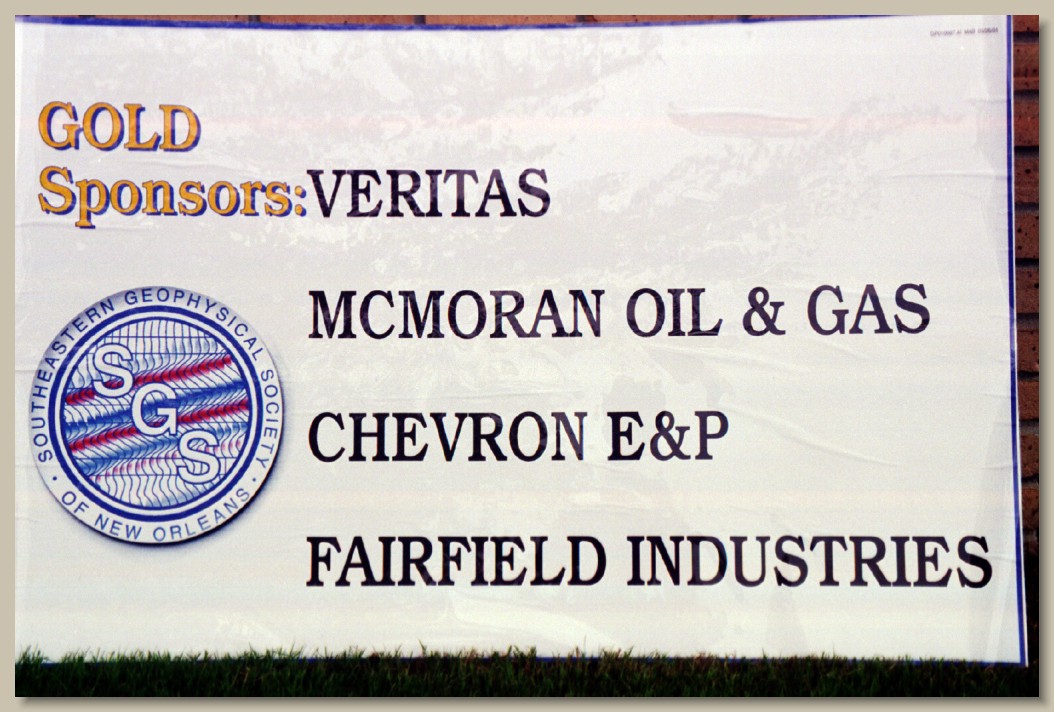 GOLD
Sponsors: VERITAS
MCMORAN OIL & GAS
CHEVRON E&P
FAIRFIELD INDUSTRIES
SOUTHEASTERN GEOPHYSICAL SOCIETY
• OF NEW ORLEANS •
SGS